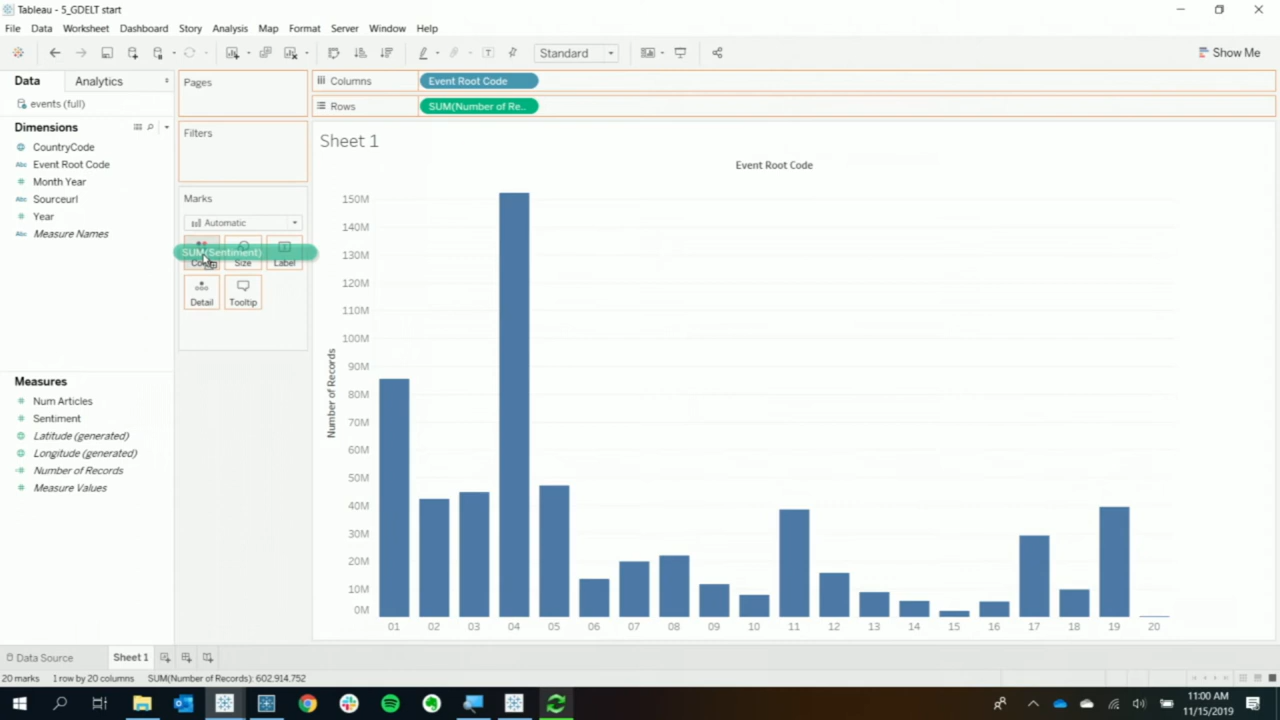 Tableau - 5_GDELT start
File Data Worksheet Dashboard Story Analysis Map Format Server Window Help
Standard
Show Me
Data Analytics
events (full)
Dimensions
CountryCode
Abc Event Root Code
Month Year
Abc Sourceurl
# Year
Abc Measure Names
Measures
# Num Articles
# Sentiment
Latitude (generated)
Longitude (generated)
=# Number of Records
# Measure Values
Pages
Filters
Marks
Automatic
SUM(Sentiment)
Size
Label
Detail
Tooltip
Columns
Event Root Code
Rows
SUM(Number of Re..
Sheet 1
Event Root Code
Number of Records
150M
140M
130M
120M
110M
100M
90M
80M
70M
60M
50M
40M
30M
20M
10M
0M
01 02 03 04 05 06 07 08 09 10 11 12 13 14 15 16 17 18 19 20
Data Source
Sheet 1
20 marks
1 row by 20 columns
SUM(Number of Records): 602,914,752
11:00 AM
11/15/2019